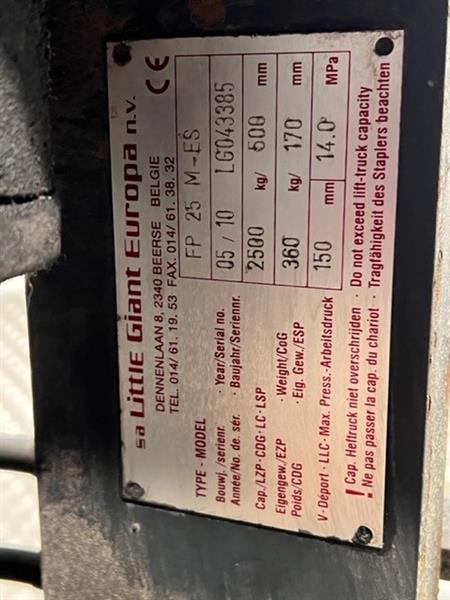 sa Little Giant Europa n.v.
CE
DENNENLAAN 8, 2340 BEERSE BELGIE
TEL. 014/ 61. 19. 53 FAX. 014/ 61. 38. 32
TYPE - MODEL FP 25 M-ES
Bouwj. /serienr. · Year/Serial no.
Année/No. de sér. · Baujahr/Seriennr. 05 / 10 LG043385
Cap./LZP·CDG·LC·LSP 2500 kg/ 500 mm
Eigengew./EZP · Weight/CoG
Poids/CDG · Eig. Gew./ESP 360 kg/ 170 mm
V·Déport·LLC·Max. Press.·Arbeitsdruck 150 mm 14.0 MPa
! Cap. Heftruck niet overschrijden · Do not exceed lift-truck capacity
Ne pas passer la cap. du chariot · Tragfähigkeit des Staplers beachten